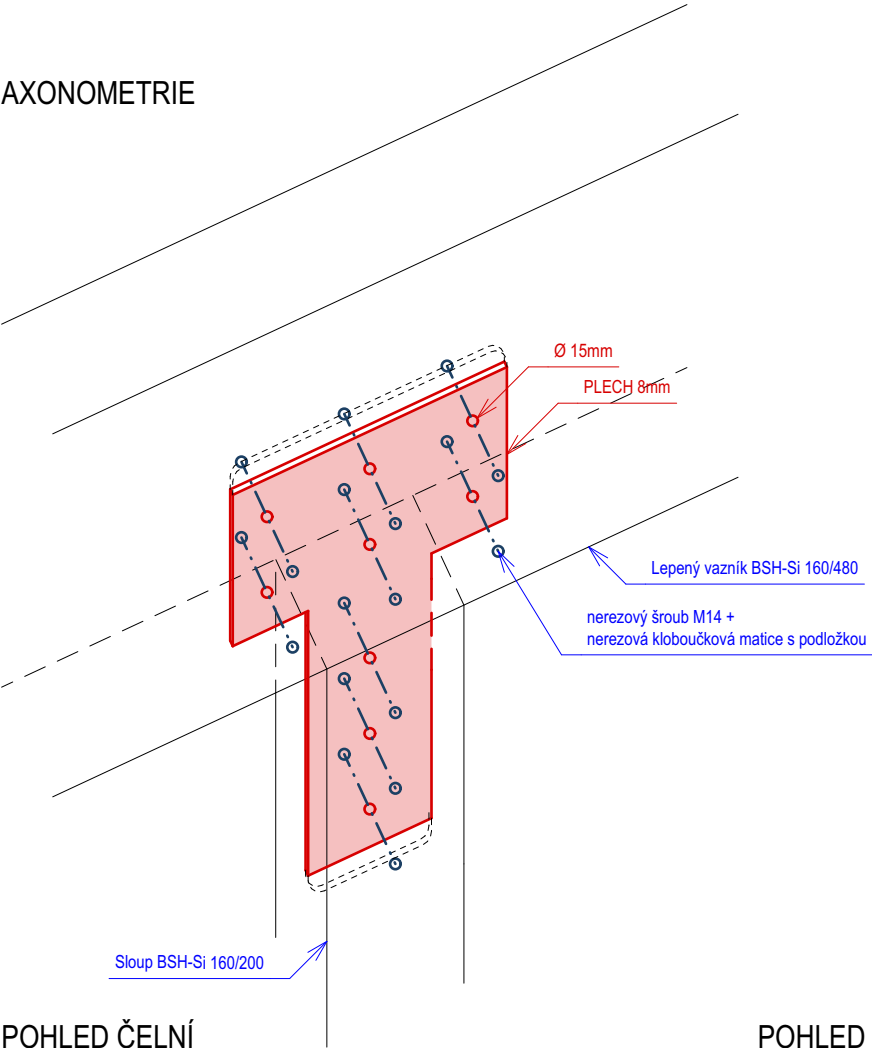 AXONOMETRIE
Ø 15mm
PLECH 8mm
Lepený vazník BSH-Si 160/480
nerezový šroub M14 +
nerezová kloboučková matice s podložkou
Sloup BSH-Si 160/200
POHLED ČELNÍ
POHLED